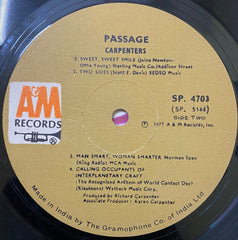 PASSAGE
CARPENTERS
1. SWEET, SWEET SMILE (Juice Newton-
Otha Young) Sterling Music Co./Addison Street
2. TWO SIDES (Scott E. Davis) BEDSO Music
A&M
RECORDS
SP. 4703
(SP. 5144)
SIDE TWO
℗ 1977 A & M Records, Inc.
3. MAN SMART, WOMAN SMARTER Norman Span
(King Radio) MCA Music
4. CALLING OCCUPANTS OF
INTERPLANETARY CRAFT
(The Recognized Anthem of World Contact Day)
(Klaatuans) Welbeck Music Corp.
Produced by Richard Carpenter
Associate Producer: Karen Carpenter
Made in India by The Gramophone Co. of India Ltd.